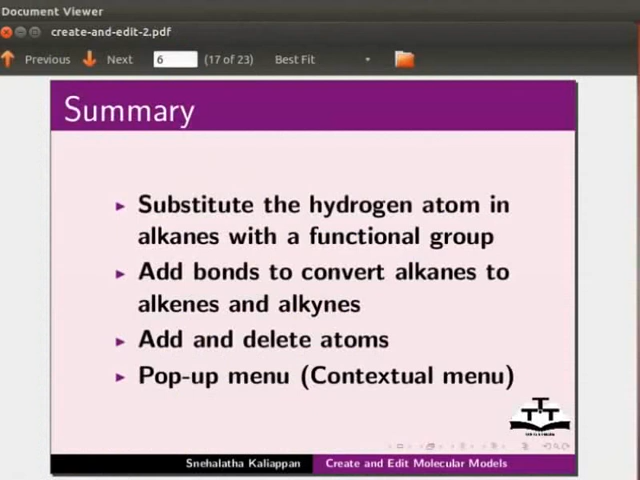 Document Viewer
create-and-edit-2.pdf
Previous Next 6 (17 of 23) Best Fit
Summary
Substitute the hydrogen atom in
alkanes with a functional group
Add bonds to convert alkanes to
alkenes and alkynes
Add and delete atoms
Pop-up menu (Contextual menu)
Snehalatha Kaliappan Create and Edit Molecular Models